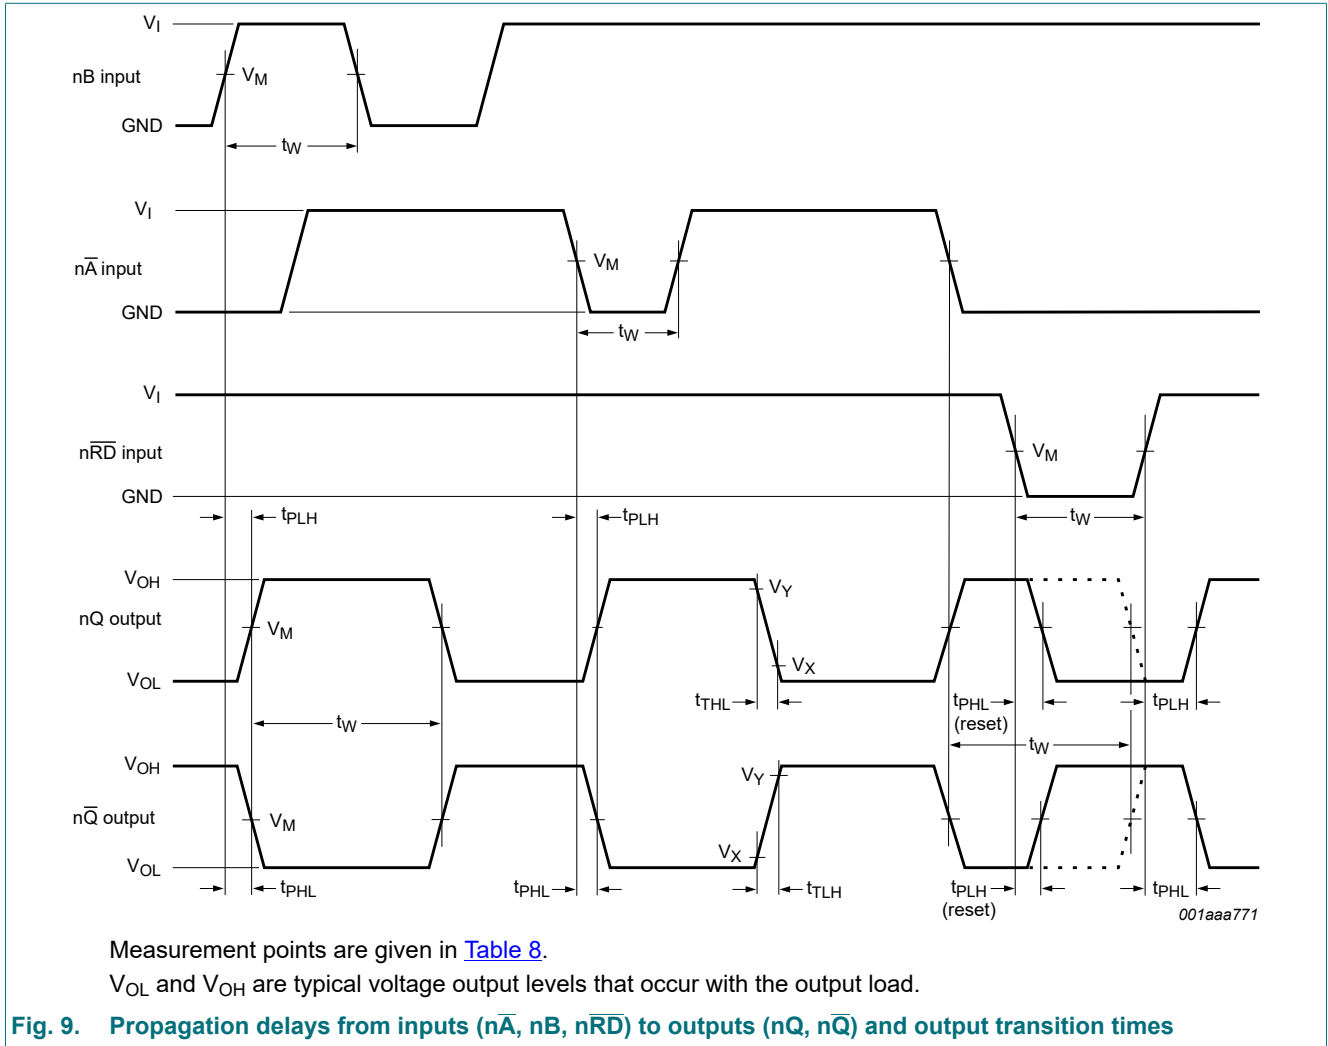 VI
nB input
VM
GND
tW
VI
nA̅ input
VM
GND
tW
VI
nR̅D̅ input
VM
GND
tPLH
tPLH
tW
VOH
VY
nQ output
VM
VX
VOL
tTHL
tPHL
(reset)
tPLH
tW
tW
VOH
VY
nQ̅ output
VM
VX
VOL
tPHL
tPHL
tTLH
tPLH
(reset)
tPHL
001aaa771
Measurement points are given in Table 8.
VOL and VOH are typical voltage output levels that occur with the output load.
Fig. 9. Propagation delays from inputs (nA̅, nB, nR̅D̅) to outputs (nQ, nQ̅) and output transition times